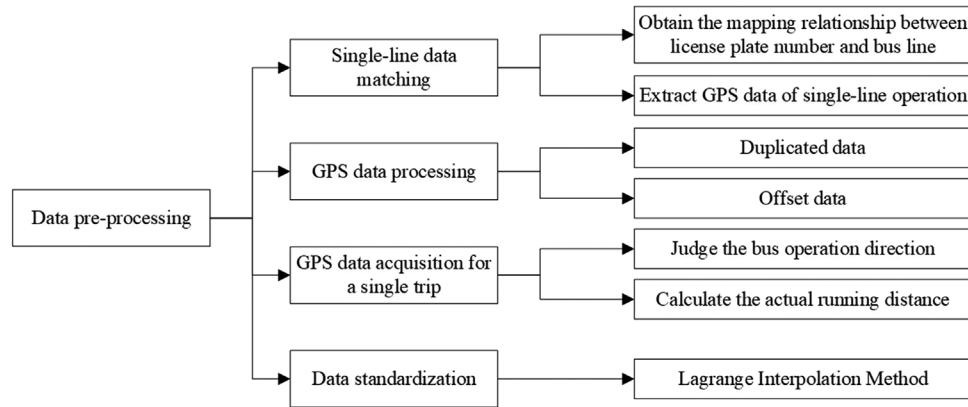 Data pre-processing
Single-line data
matching
Obtain the mapping relationship between
license plate number and bus line
Extract GPS data of single-line operation
GPS data processing
Duplicated data
Offset data
GPS data acquisition for
a single trip
Judge the bus operation direction
Calculate the actual running distance
Data standardization
Lagrange Interpolation Method